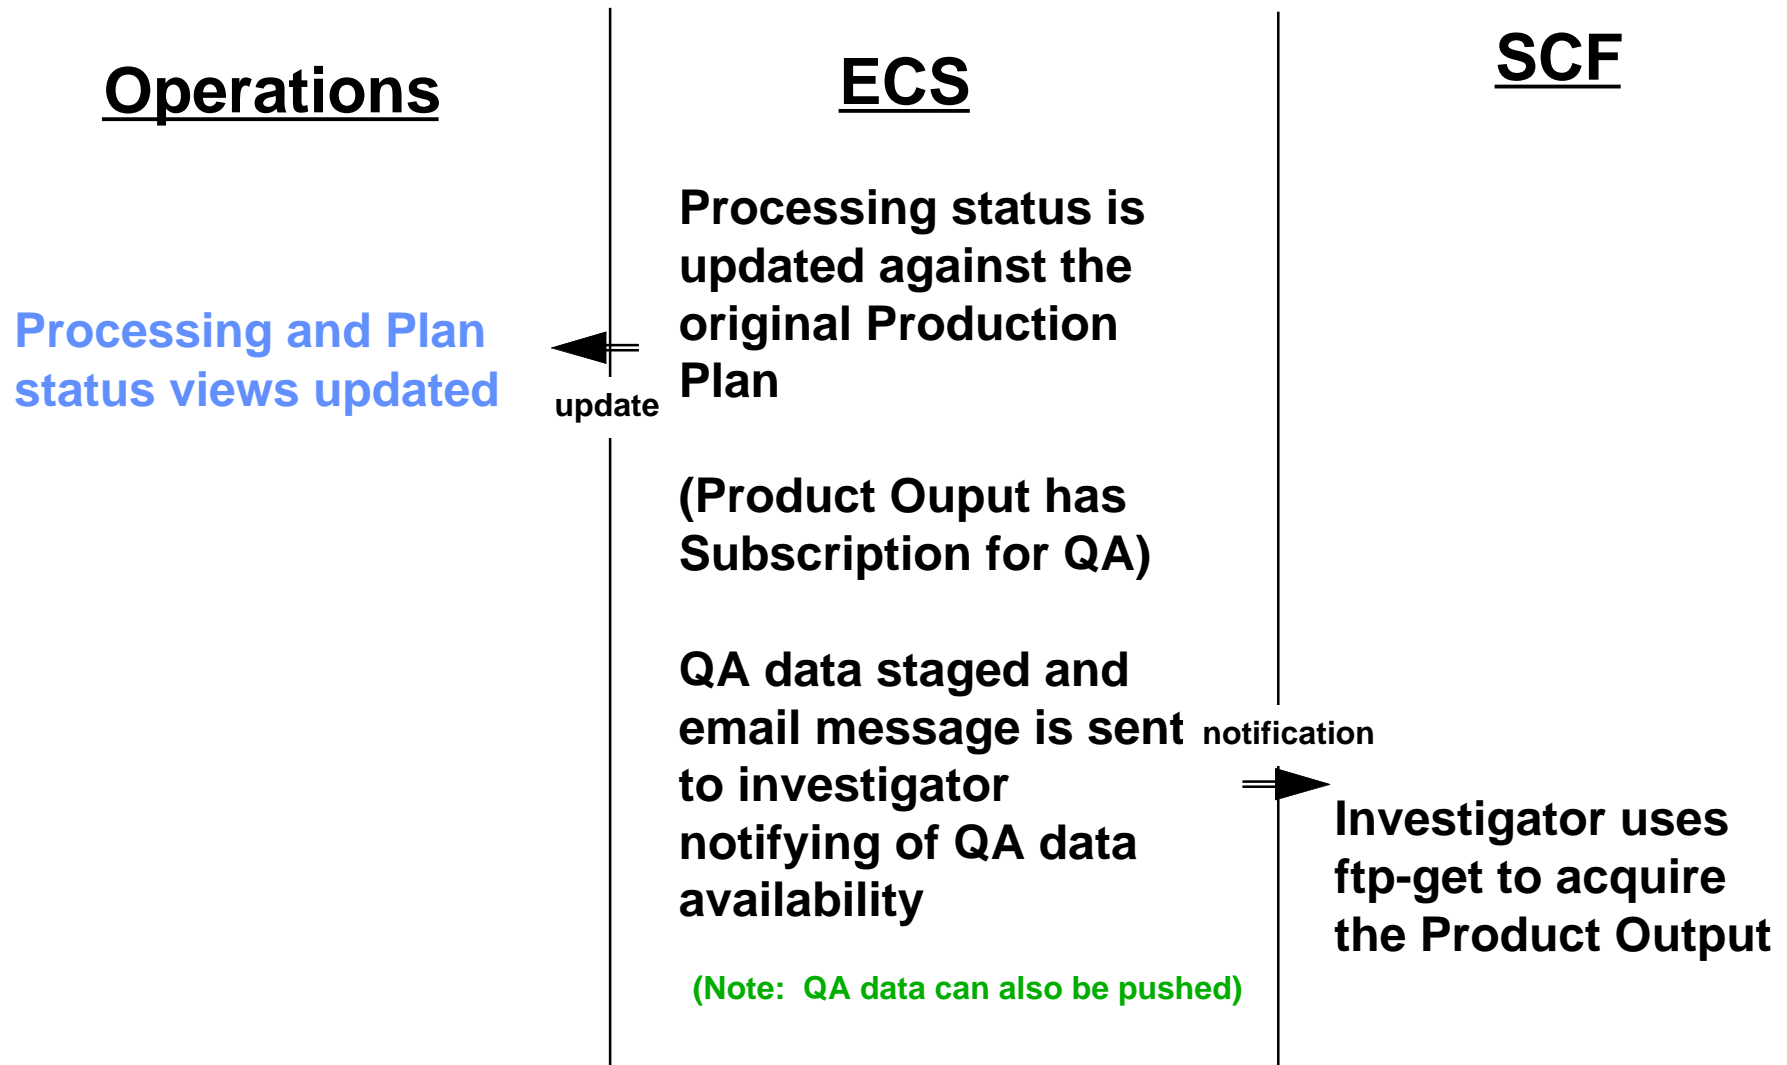 Operations
ECS
SCF
Processing and Plan
status views updated
update
Processing status is
updated against the
original Production
Plan
(Product Ouput has
Subscription for QA)
QA data staged and
email message is sent
to investigator
notifying of QA data
availability
(Note:  QA data can also be pushed)
notification
Investigator uses
ftp-get to acquire
the Product Output